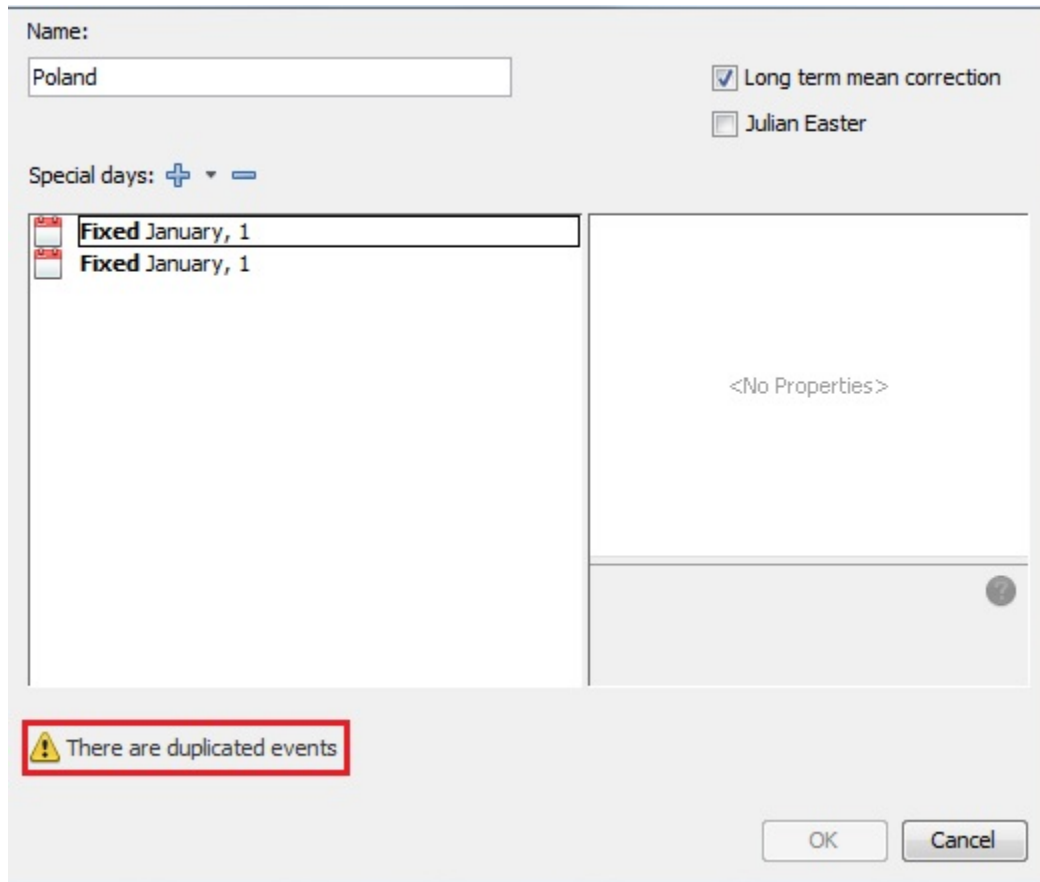 Name:
Poland
Long term mean correction
Julian Easter
Special days:
Fixed January, 1
Fixed January, 1
<No Properties>
?
There are duplicated events
OK
Cancel